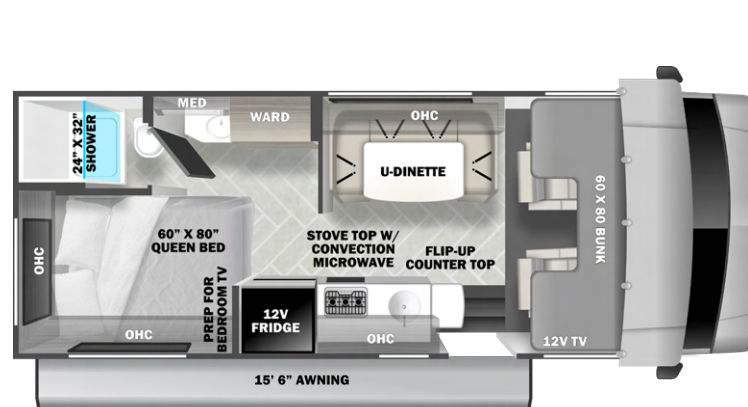 MED
WARD
24" X 32"
SHOWER
OHC
U-DINETTE
60 X 80 BUNK
60" X 80"
QUEEN BED
STOVE TOP W/
CONVECTION
MICROWAVE
FLIP-UP
COUNTER TOP
OHC
PREP FOR
BEDROOM TV
12V
FRIDGE
OHC
OHC
12V TV
15' 6" AWNING